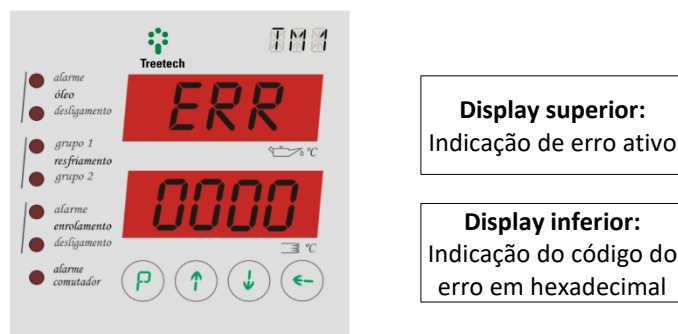 Treetech
TM1
alarme
óleo
desligamento
ERR
°C
grupo 1
resfriamento
grupo 2
0000
°C
alarme
enrolamento
desligamento
alarme
comutador
P
Display superior:
Indicação de erro ativo
Display inferior:
Indicação do código do
erro em hexadecimal